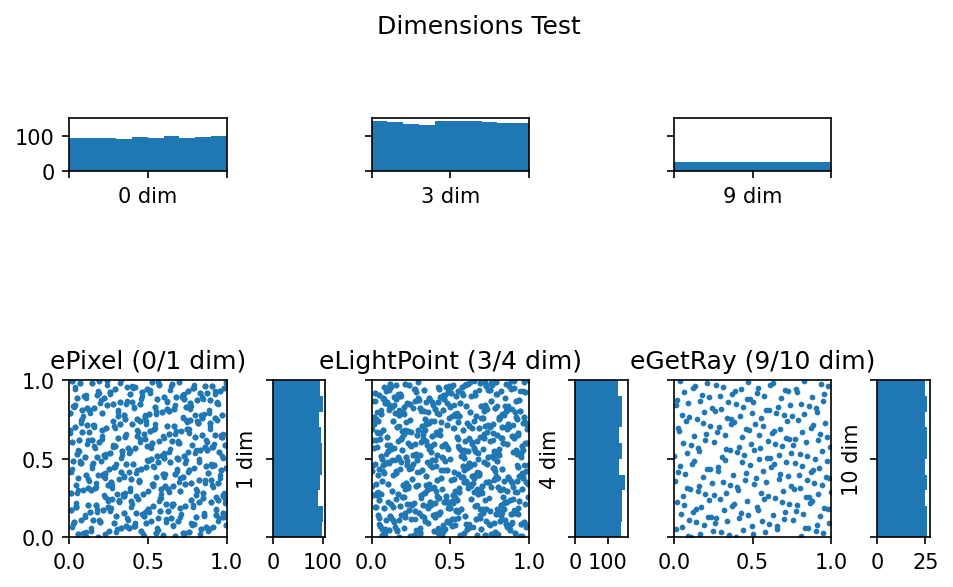 Dimensions Test
100
0
0 dim
3 dim
9 dim
ePixel (0/1 dim)
eLightPoint (3/4 dim)
eGetRay (9/10 dim)
1.0
0.5
0.0
1 dim
4 dim
10 dim
0.0 0.5 1.0
0 100
0.0 0.5 1.0
0 100
0.0 0.5 1.0
0 25